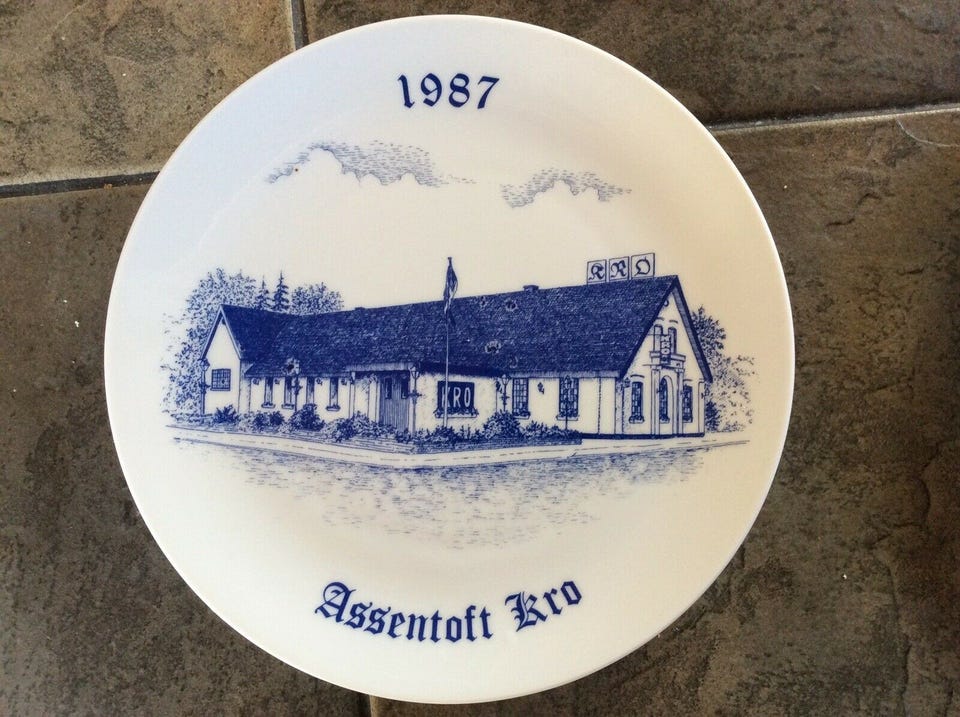 1987
KRO
KRO
Assentoft Kro